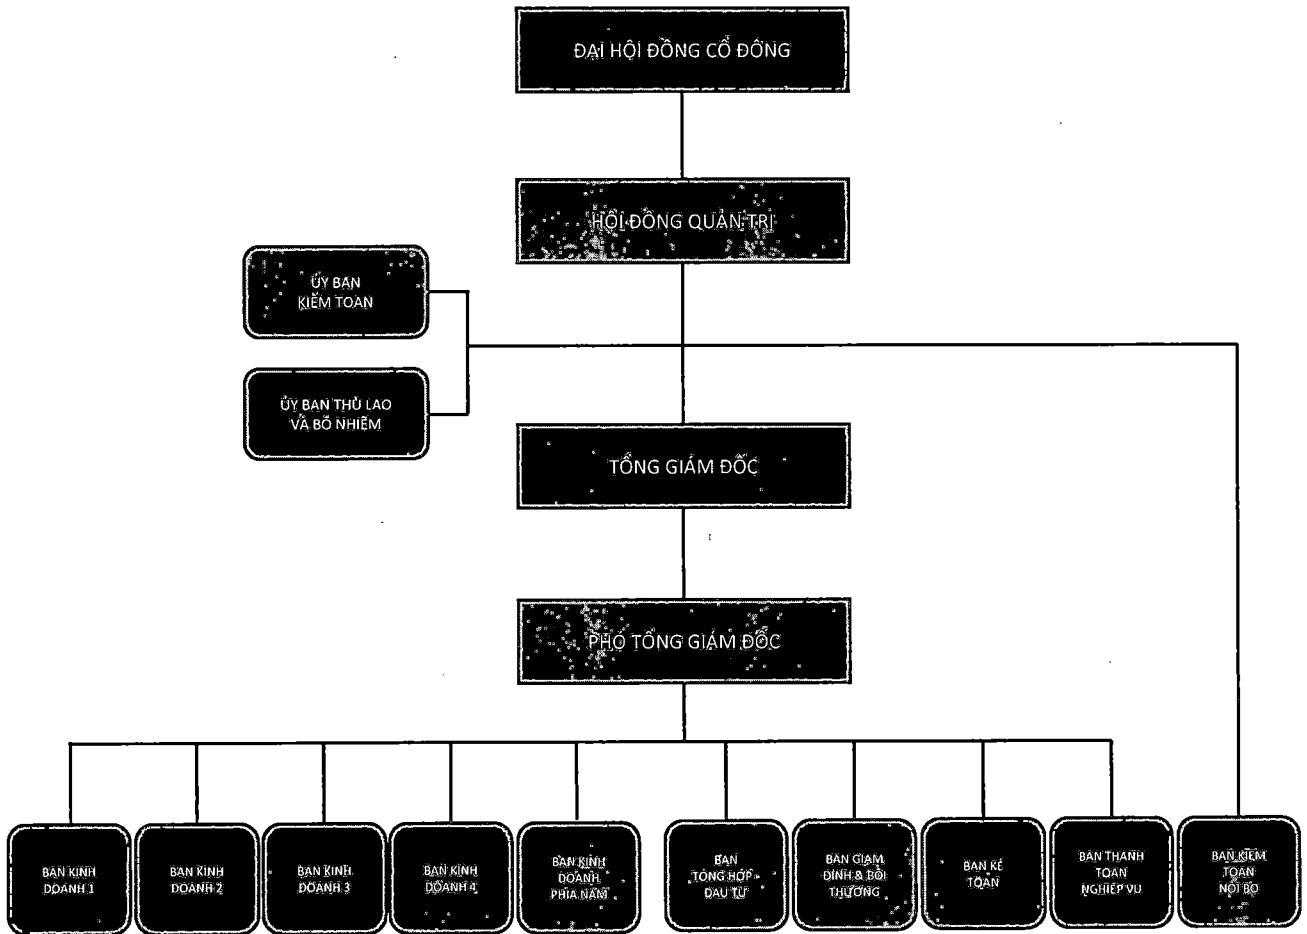 ĐẠI HỘI ĐỒNG CỔ ĐÔNG
HỘI ĐỒNG QUẢN TRỊ
ỦY BAN
KIỂM TOÁN
ỦY BAN THÙ LAO
VÀ BỔ NHIỆM
TỔNG GIÁM ĐỐC
PHÓ TỔNG GIÁM ĐỐC
BAN KINH
DOANH 1
BAN KINH
DOANH 2
BAN KINH
DOANH 3
BAN KINH
DOANH 4
BAN KINH
DOANH
PHÍA NAM
BAN
TỔNG HỢP
ĐẦU TƯ
BAN GIÁM
ĐỊNH & BỒI
THƯỜNG
BAN KẾ
TOÁN
BAN THANH
TOÁN
NGHIỆP VỤ
BAN KIỂM
TOÁN
NỘI BỘ